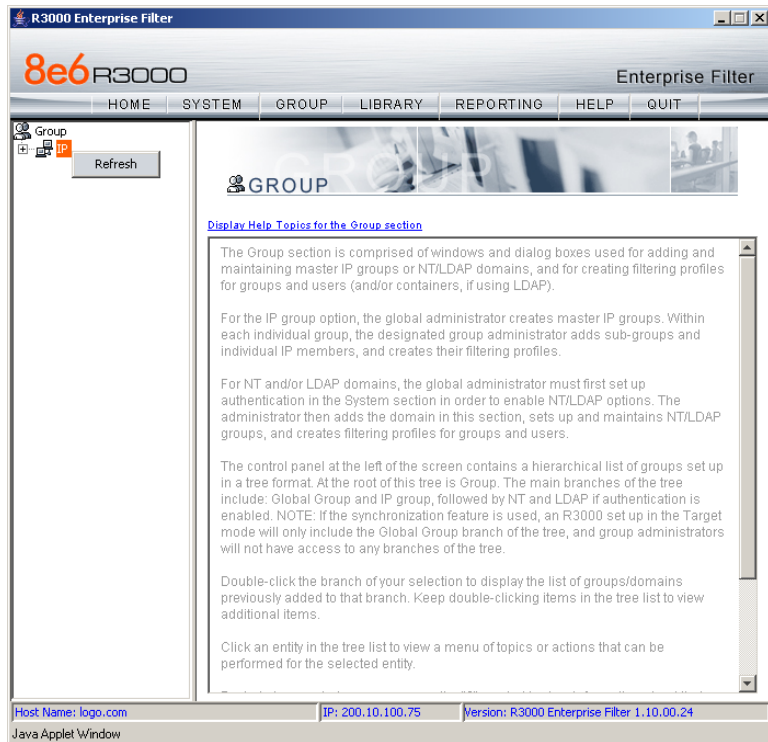 R3000 Enterprise Filter
8e6 R3000
Enterprise Filter
HOME SYSTEM GROUP LIBRARY REPORTING HELP QUIT
Group
IP
Refresh
GROUP
GROUP
Display Help Topics for the Group section
The Group section is comprised of windows and dialog boxes used for adding and
maintaining master IP groups or NT/LDAP domains, and for creating filtering profiles
for groups and users (and/or containers, if using LDAP).
For the IP group option, the global administrator creates master IP groups. Within
each individual group, the designated group administrator adds sub-groups and
individual IP members, and creates their filtering profiles.
For NT and/or LDAP domains, the global administrator must first set up
authentication in the System section in order to enable NT/LDAP options. The
administrator then adds the domain in this section, sets up and maintains NT/LDAP
groups, and creates filtering profiles for groups and users.
The control panel at the left of the screen contains a hierarchical list of groups set up
in a tree format. At the root of this tree is Group. The main branches of the tree
include: Global Group and IP group, followed by NT and LDAP if authentication is
enabled. NOTE: If the synchronization feature is used, an R3000 set up in the Target
mode will only include the Global Group branch of the tree, and group administrators
will not have access to any branches of the tree.
Double-click the branch of your selection to display the list of groups/domains
previously added to that branch. Keep double-clicking items in the tree list to view
additional items.
Click an entity in the tree list to view a menu of topics or actions that can be
performed for the selected entity.
Host Name: logo.com IP: 200.10.100.75 Version: R3000 Enterprise Filter 1.10.00.24
Java Applet Window